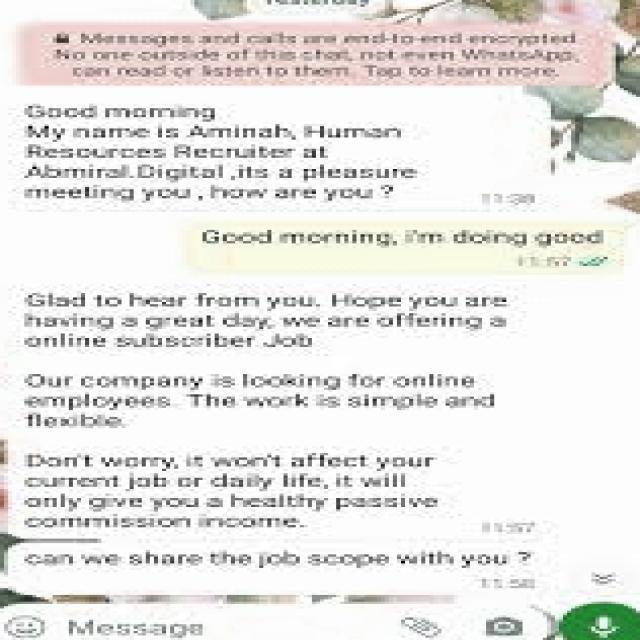 Yesterday
Messages and calls are end-to-end encrypted.
No one outside of this chat, not even WhatsApp,
can read or listen to them. Tap to learn more.
Good morning
My name is Aminah, Human
Resources Recruiter at
Abmiral.Digital ,its a pleasure
meeting you , how are you ?
11:38
Good morning, i'm doing good
11:57
Glad to hear from you. Hope you are
having a great day, we are offering a
online subscriber Job
Our company is looking for online
employees. The work is simple and
flexible.
Don't worry, it won't affect your
current job or daily life, it will
only give you a healthy passive
commission income.
11:57
can we share the job scope with you ?
11:58
Message